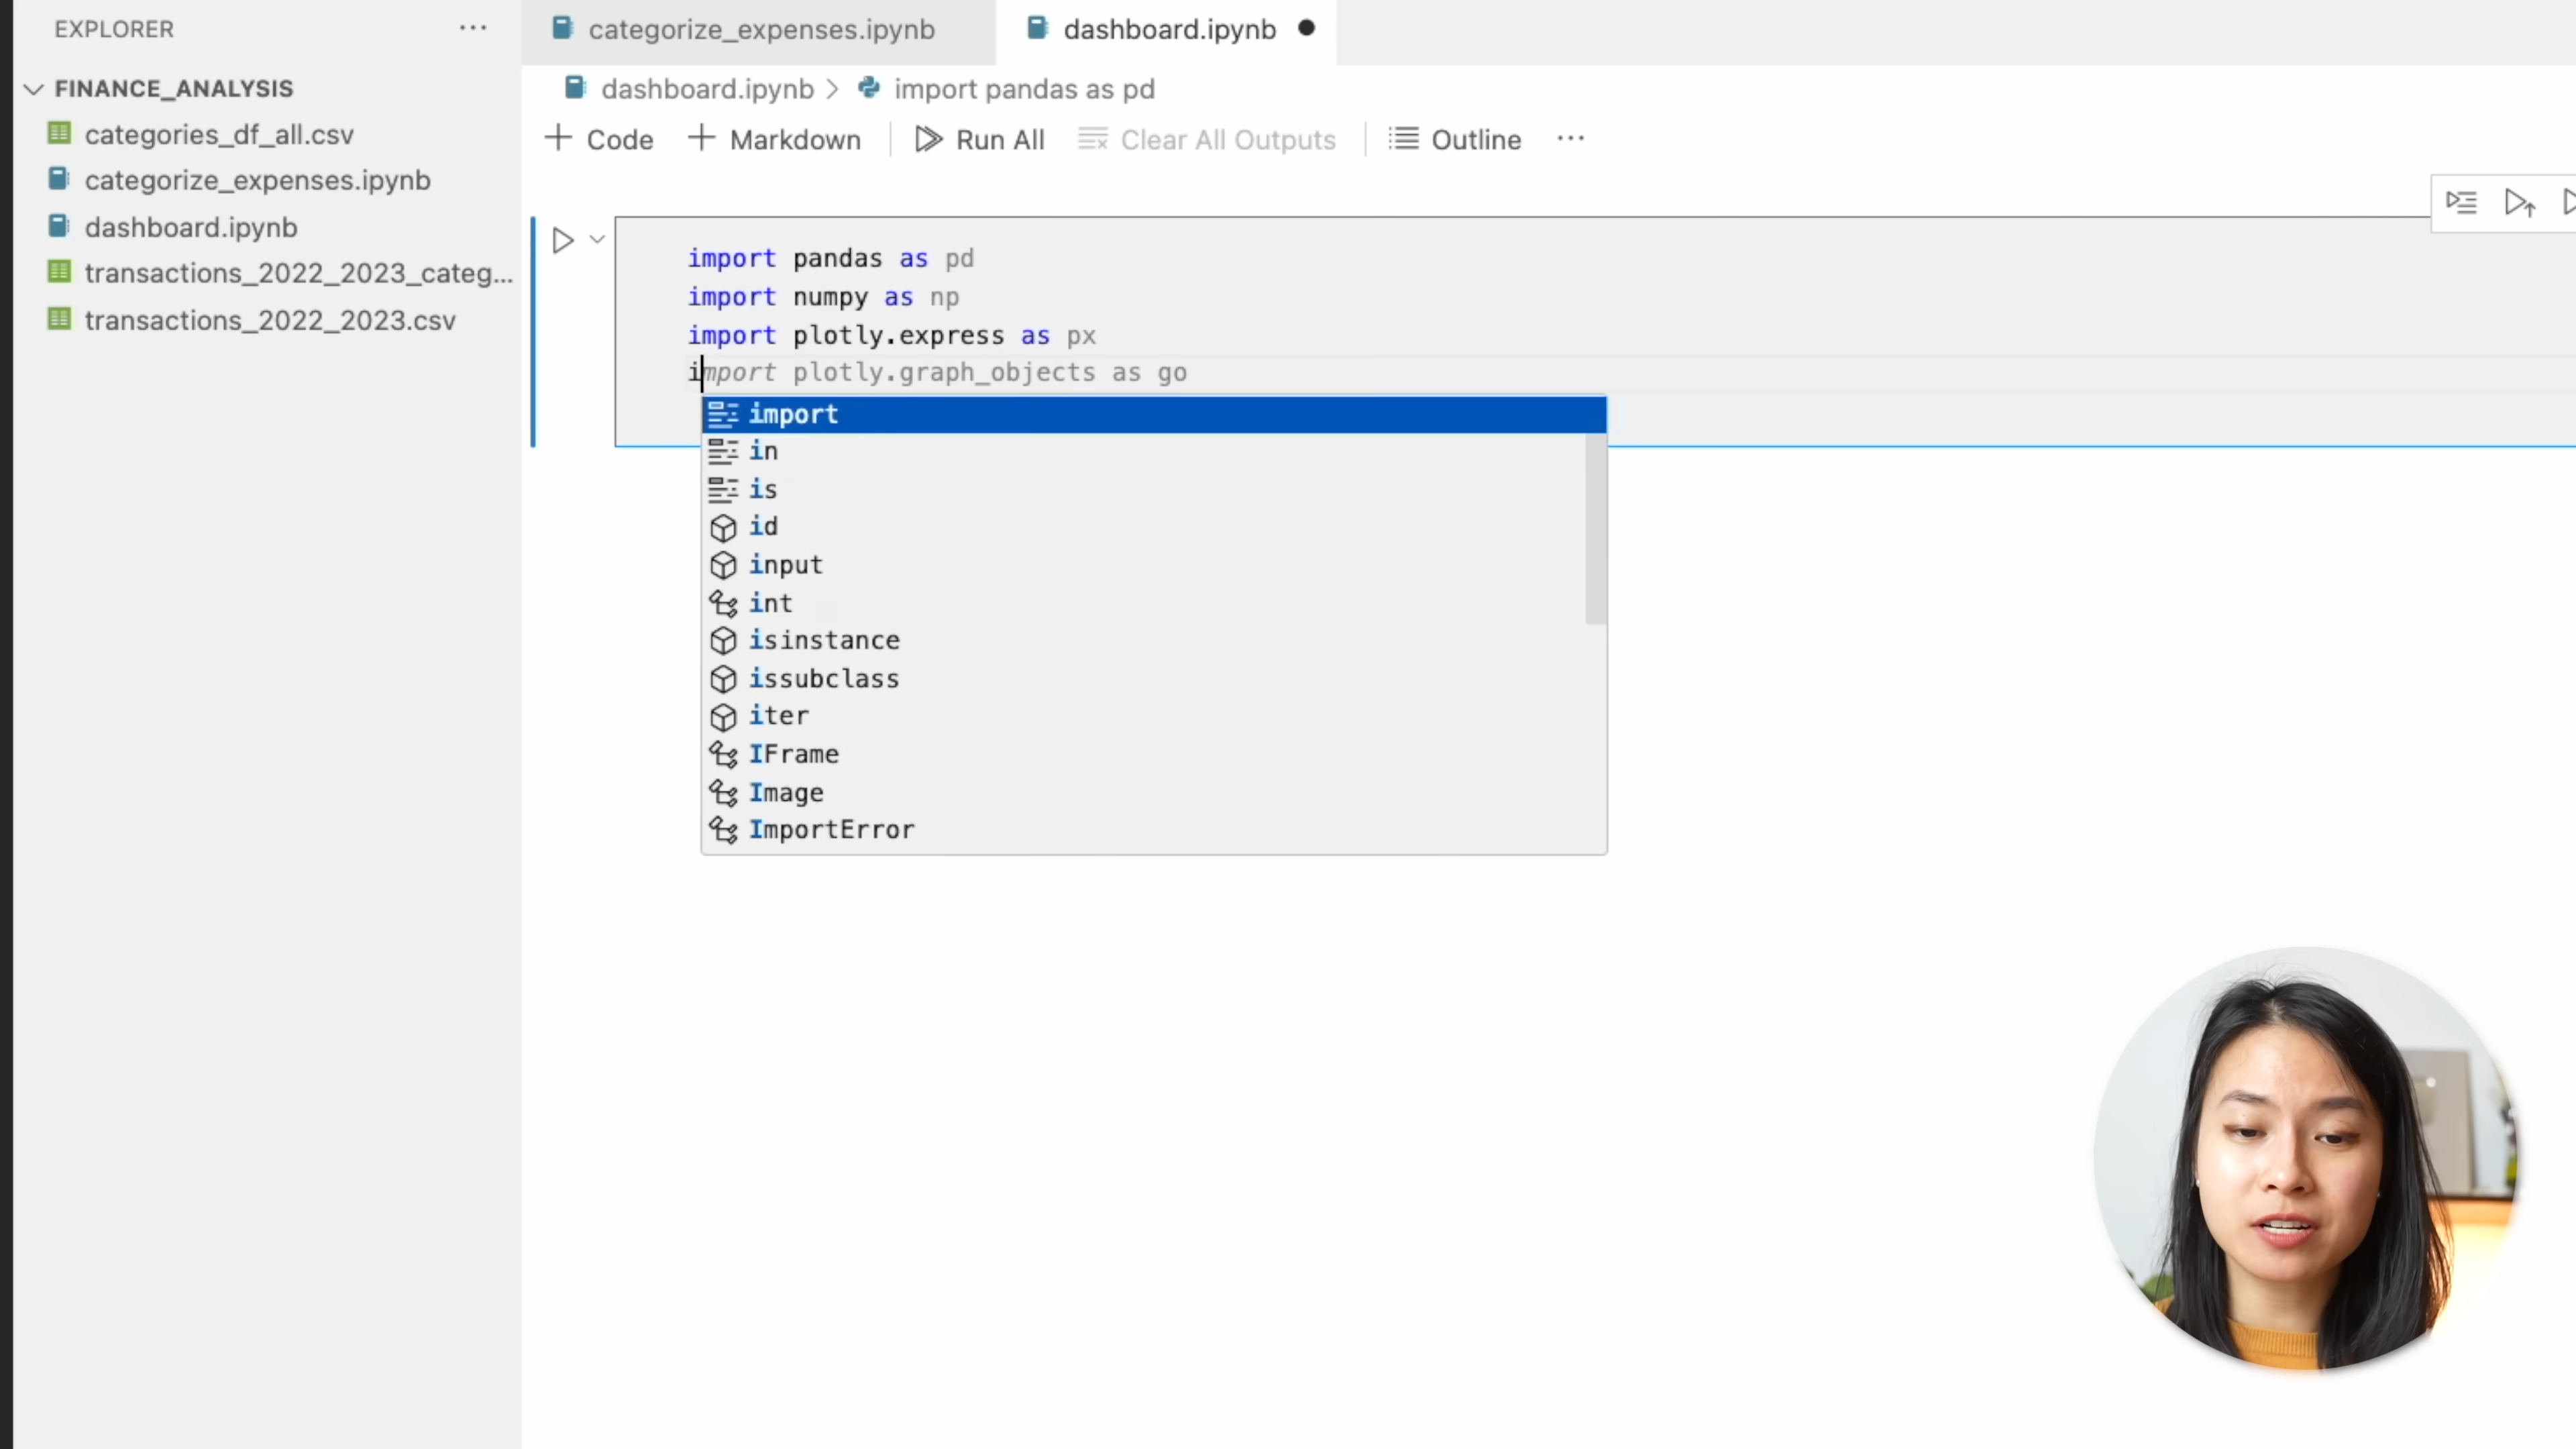 EXPLORER ...
FINANCE_ANALYSIS
categories_df_all.csv
categorize_expenses.ipynb
dashboard.ipynb
transactions_2022_2023_categ...
transactions_2022_2023.csv
categorize_expenses.ipynb
dashboard.ipynb
dashboard.ipynb > import pandas as pd
+ Code + Markdown Run All Clear All Outputs Outline ...
import pandas as pd
import numpy as np
import plotly.express as px
import plotly.graph_objects as go
import
in
is
id
input
int
isinstance
issubclass
iter
IFrame
Image
ImportError